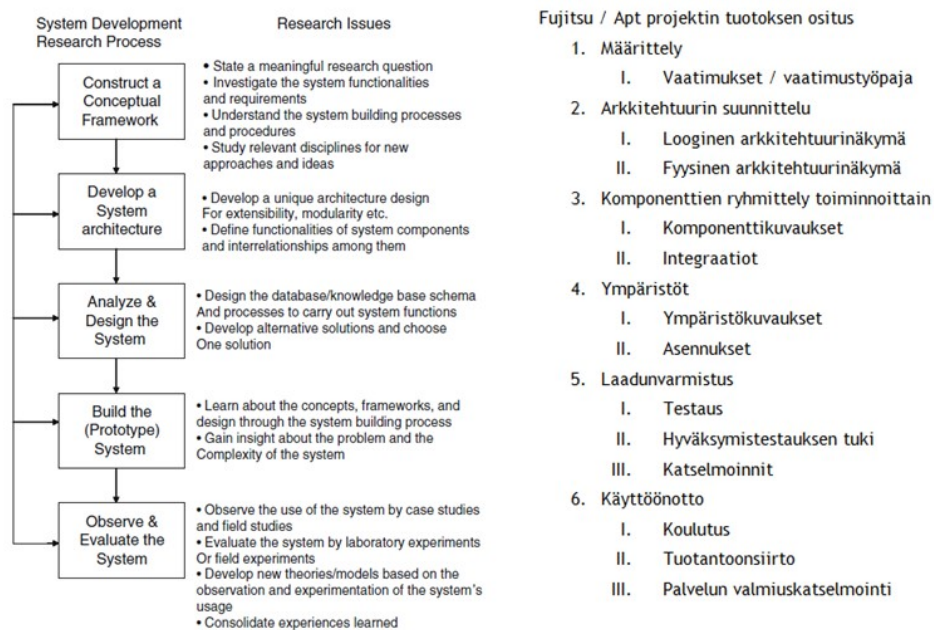 System Development
Research Process
Research Issues
Construct a
Conceptual
Framework
• State a meaningful research question
• Investigate the system functionalities
and requirements
• Understand the system building processes
and procedures
• Study relevant disciplines for new
approaches and ideas
Develop a
System
architecture
• Develop a unique architecture design
For extensibility, modularity etc.
• Define functionalities of system components
and interrelationships among them
Analyze &
Design the
System
• Design the database/knowledge base schema
And processes to carry out system functions
• Develop alternative solutions and choose
One solution
Build the
(Prototype)
System
• Learn about the concepts, frameworks, and
design through the system building process
• Gain insight about the problem and the
Complexity of the system
Observe &
Evaluate the
System
• Observe the use of the system by case studies
and field studies
• Evaluate the system by laboratory experiments
Or field experiments
• Develop new theories/models based on the
observation and experimentation of the system's
usage
• Consolidate experiences learned
Fujitsu / Apt projektin tuotoksen ositus
1. Määrittely
I. Vaatimukset / vaatimustyöpaja
2. Arkkitehtuurin suunnittelu
I. Looginen arkkitehtuurinäkymä
II. Fyysinen arkkitehtuurinäkymä
3. Komponenttien ryhmittely toiminnoittain
I. Komponenttikuvaukset
II. Integraatiot
4. Ympäristöt
I. Ympäristökuvaukset
II. Asennukset
5. Laadunvarmistus
I. Testaus
II. Hyväksymistestauksen tuki
III. Katselmoinnit
6. Käyttöönotto
I. Koulutus
II. Tuotantoonsiirto
III. Palvelun valmiuskatselmointi